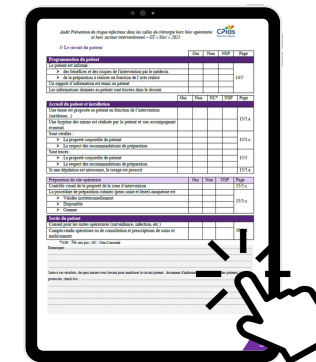 Audit Prévention du risque infectieux dans les salles de chirurgie hors bloc opératoire
et hors secteur interventionnel – GT « bloc » 2023
CPias
3/ Le circuit du patient
Oui Non NSP Page
Programmation du patient
Le patient est informé :
➤ des bénéfices et des risques de l'intervention par le médecin
➤ de la préparation à réaliser en fonction de l'acte réalisé
Un support d'information est remis au patient
Les informations données au patient sont tracées dans le dossier
Oui Non NC* NSP Page
Accueil du patient et installation
Une tenue est proposée au patient en fonction de l'intervention
(surblouse...)
Une hygiène des mains est réalisée par le patient et son accompagnant
éventuel
Sont vérifiés :
➤ La propreté corporelle du patient
➤ Le respect des recommandations de préparation
Sont tracés :
➤ La propreté corporelle du patient
➤ Le respect des recommandations de préparation
Si une dépilation est nécessaire, le rasage est proscrit
Préparation du site opératoire Oui Non NSP Page
Contrôle visuel de la propreté de la zone d'intervention
La procédure de préparation cutanée (peau saine et lésée) muqueuse est
➤ Validée institutionnellement
➤ Disponible
➤ Connue
Sortie du patient
Conseil pour les suites opératoires (surveillance, infection, etc.)
Compte-rendu opératoire ou de consultation et prescriptions de soins et
médicaments
*NSP : Ne sait pas ; NC : Non Concerné
Remarques :